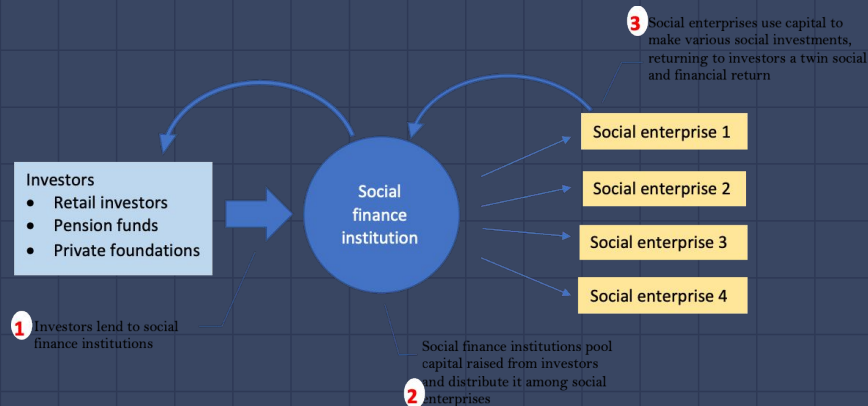 3
Social enterprises use capital to
make various social investments,
returning to investors a twin social
and financial return
Social enterprise 1
Investors
• Retail investors
• Pension funds
• Private foundations
Social
finance
institution
Social enterprise 2
Social enterprise 3
Social enterprise 4
1
Investors lend to social
finance institutions
Social finance institutions pool
capital raised from investors
and distribute it among social
enterprises
2